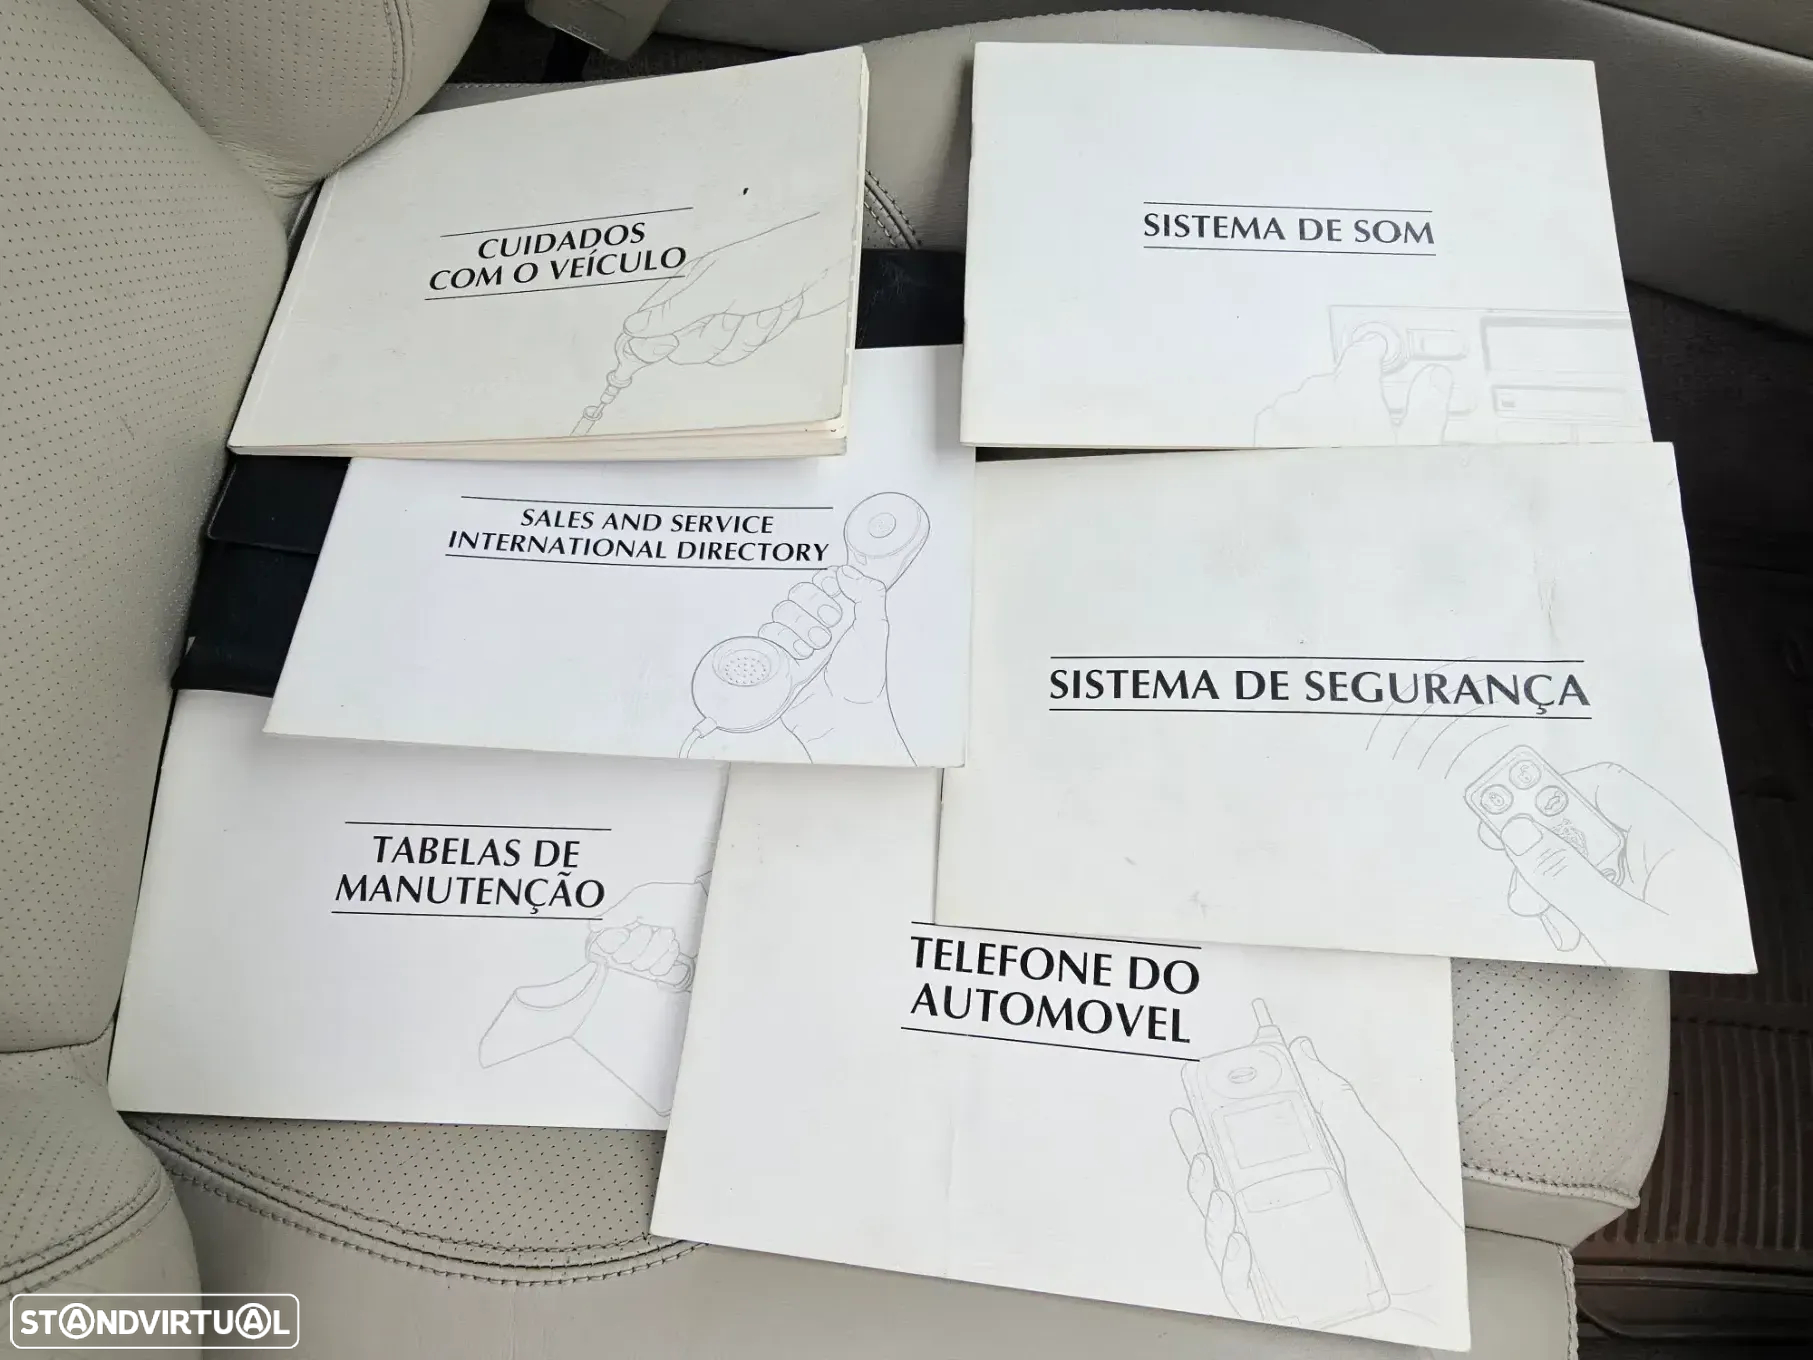 CUIDADOS
COM O VEÍCULO
SISTEMA DE SOM
SALES AND SERVICE
INTERNATIONAL DIRECTORY
SISTEMA DE SEGURANÇA
TABELAS DE
MANUTENÇÃO
TELEFONE DO
AUTOMOVEL
STANDVIRTUAL